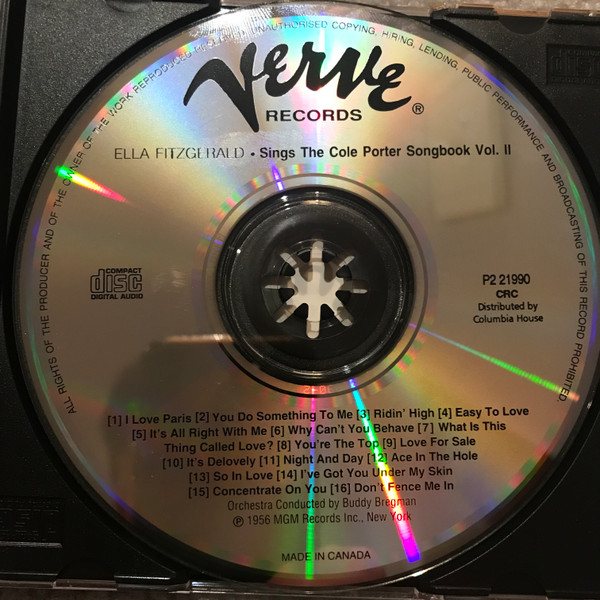 ALL RIGHTS OF THE PRODUCER AND OF THE OWNER OF THE WORK REPRODUCED UNAUTHORISED COPYING, HIRING, LENDING, PUBLIC PERFORMANCE AND BROADCASTING OF THIS RECORD PROHIBITED.
Verve
RECORDS ®
ELLA FITZGERALD • Sings The Cole Porter Songbook Vol. II
COMPACT
disc
DIGITAL AUDIO
P2 21990
CRC
Distributed by
Columbia House
[1] I Love Paris [2] You Do Something To Me [3] Ridin' High [4] Easy To Love
[5] It's All Right With Me [6] Why Can't You Behave [7] What Is This
Thing Called Love? [8] You're The Top [9] Love For Sale
[10] It's Delovely [11] Night And Day [12] Ace In The Hole
[13] So In Love [14] I've Got You Under My Skin
[15] Concentrate On You [16] Don't Fence Me In
Orchestra Conducted by Buddy Bregman
℗ 1956 MGM Records Inc., New York
MADE IN CANADA